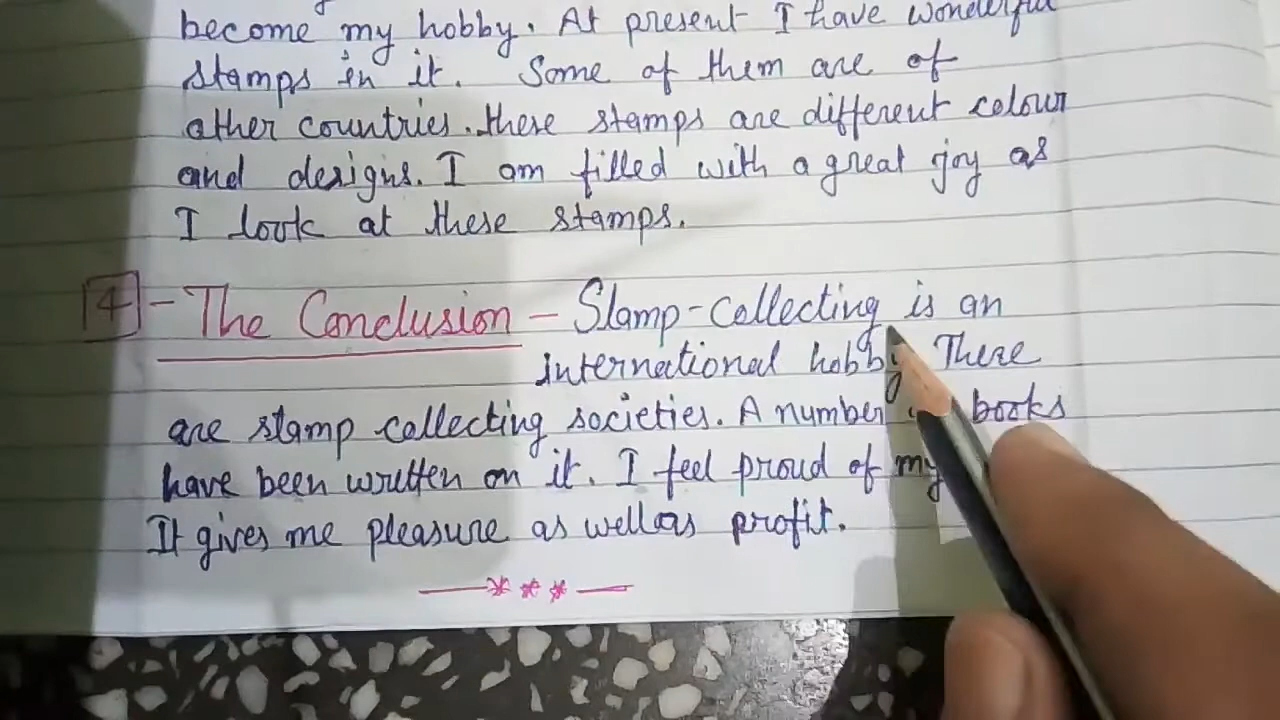 become my hobby. At present I have wonderful
stamps in it. Some of them are of
other countries. these stamps are different colour
and designs. I am filled with a great joy as
I look at these stamps.
4 - The Conclusion - Stamp-collecting is an
international hobby There
are stamp collecting societies. A number books
have been written on it. I feel proud of my
It gives me pleasure as well as profit.